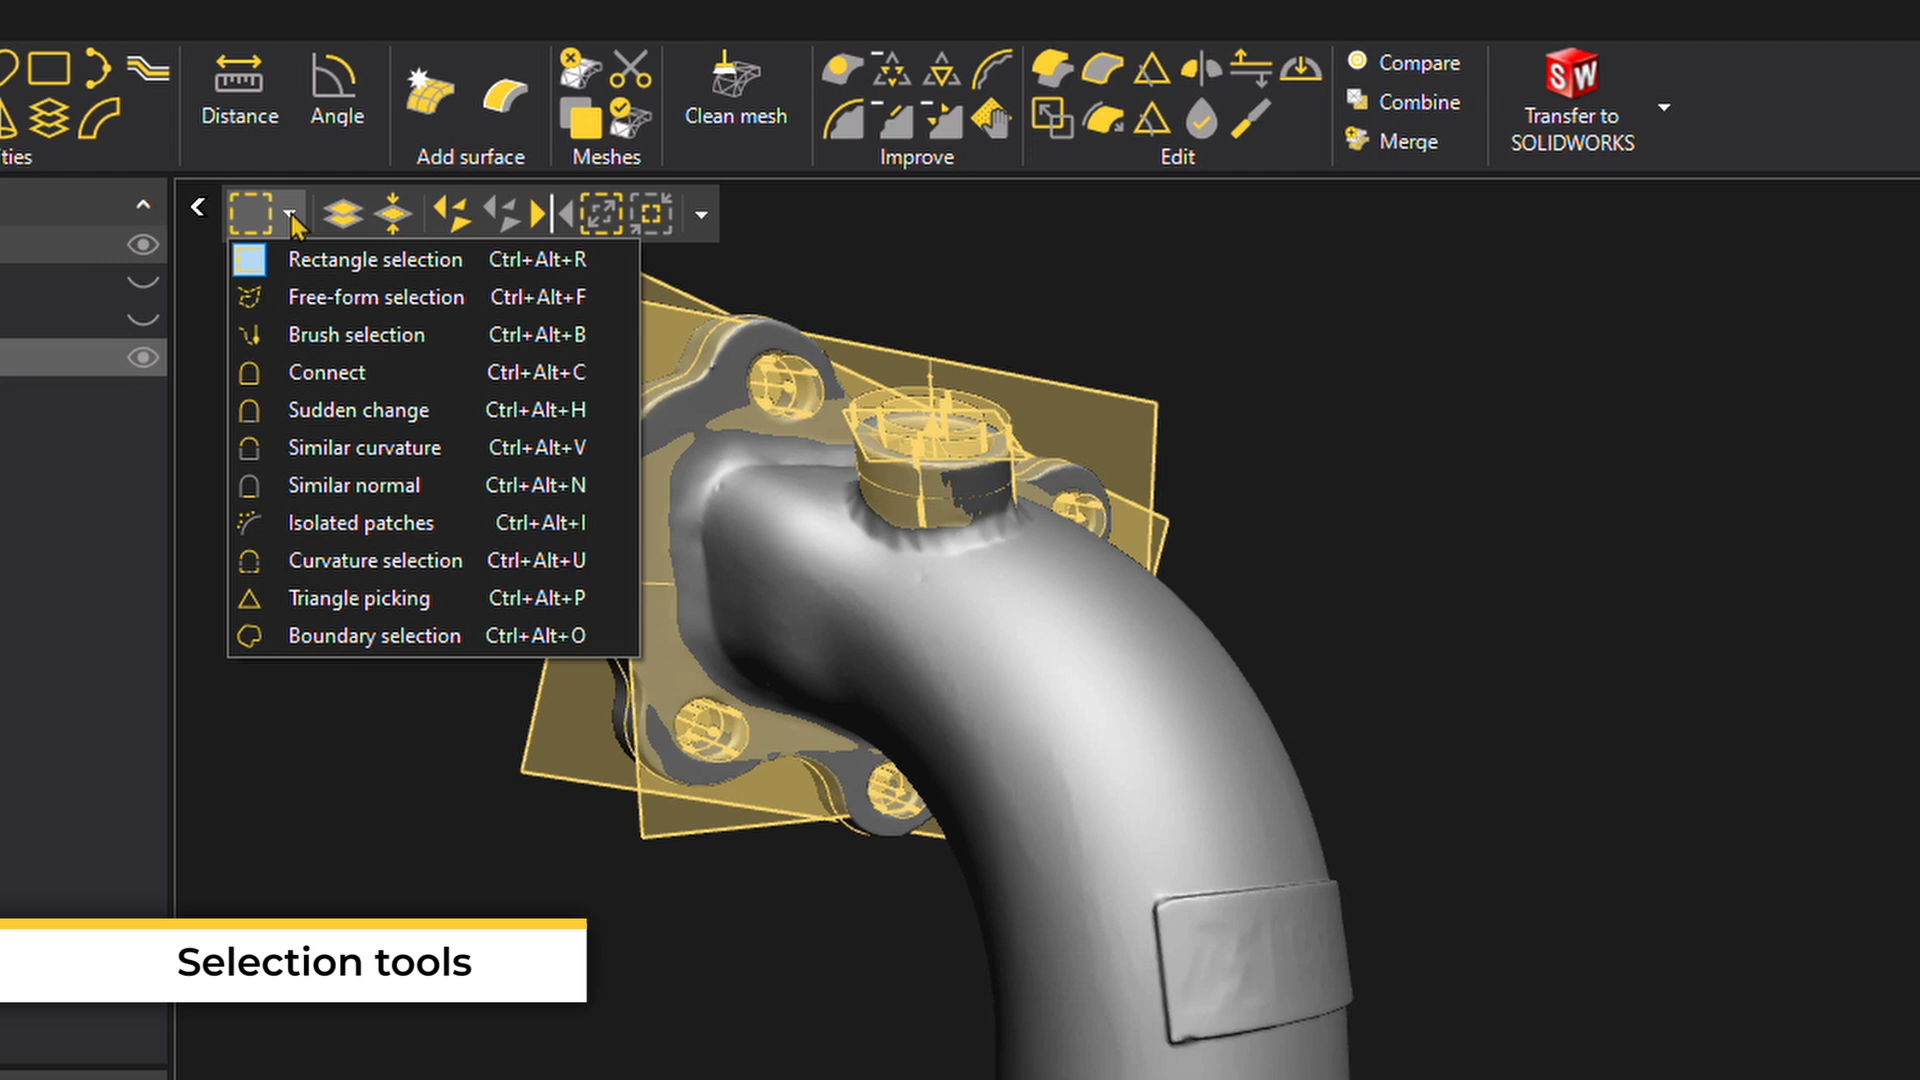 Distance
Angle
Add surface
Meshes
Clean mesh
Improve
Edit
Compare
Combine
Merge
SW
Transfer to
SOLIDWORKS
ties
Rectangle selection Ctrl+Alt+R
Free-form selection Ctrl+Alt+F
Brush selection Ctrl+Alt+B
Connect Ctrl+Alt+C
Sudden change Ctrl+Alt+H
Similar curvature Ctrl+Alt+V
Similar normal Ctrl+Alt+N
Isolated patches Ctrl+Alt+I
Curvature selection Ctrl+Alt+U
Triangle picking Ctrl+Alt+P
Boundary selection Ctrl+Alt+O
Selection tools